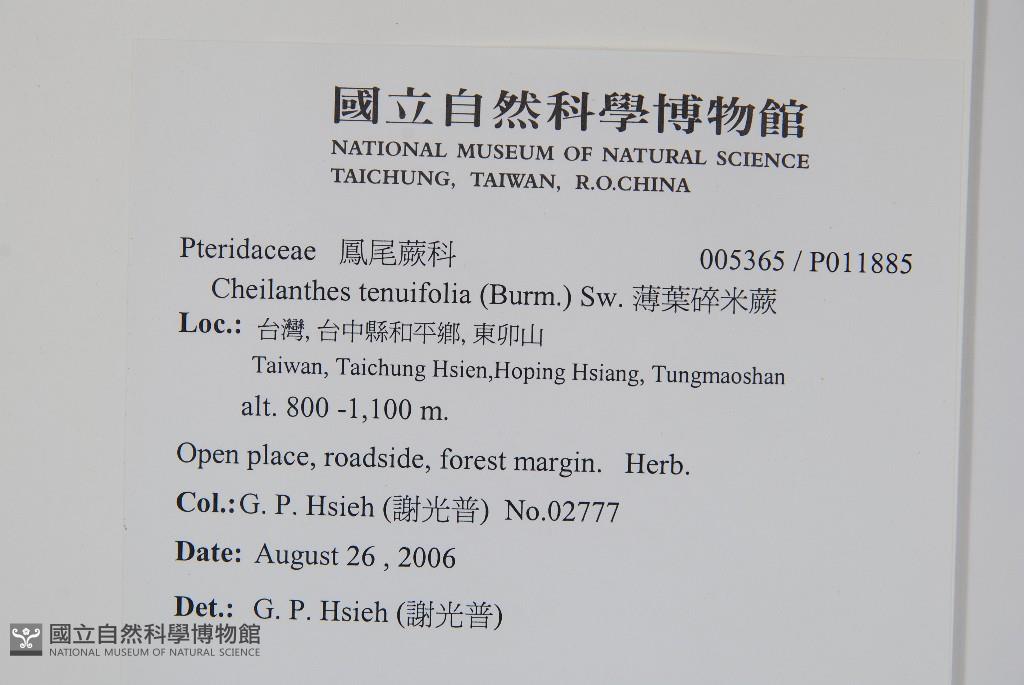 國立自然科學博物館
NATIONAL MUSEUM OF NATURAL SCIENCE
TAICHUNG, TAIWAN, R.O.CHINA
Pteridaceae 鳳尾蕨科 005365 / P011885
Cheilanthes tenuifolia (Burm.) Sw. 薄葉碎米蕨
Loc.: 台灣, 台中縣和平鄉, 東卯山
Taiwan, Taichung Hsien,Hoping Hsiang, Tungmaoshan
alt. 800 -1,100 m.
Open place, roadside, forest margin. Herb.
Col.:G. P. Hsieh (謝光普) No.02777
Date: August 26 , 2006
Det.: G. P. Hsieh (謝光普)
國立自然科學博物館
NATIONAL MUSEUM OF NATURAL SCIENCE